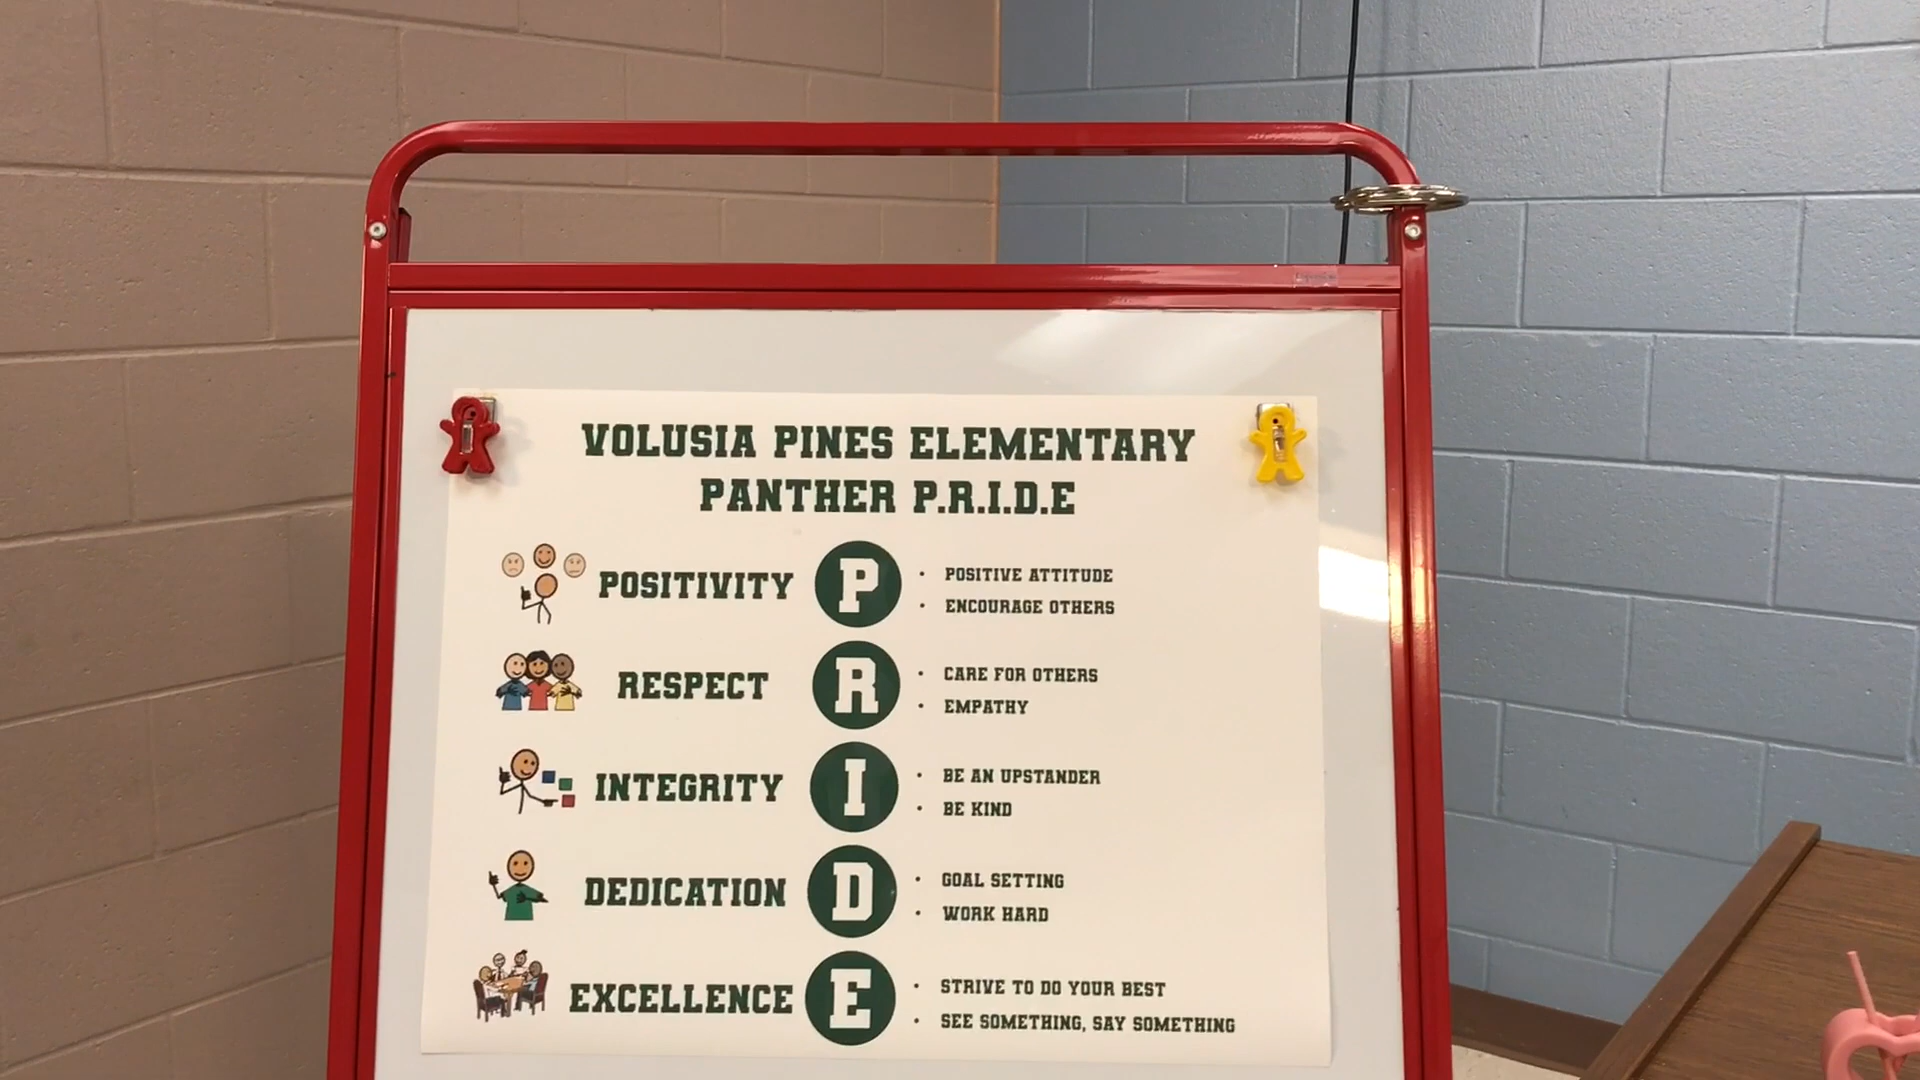 VOLUSIA PINES ELEMENTARY
PANTHER P.R.I.D.E
POSITIVITY P
• POSITIVE ATTITUDE
• ENCOURAGE OTHERS
RESPECT R
• CARE FOR OTHERS
• EMPATHY
INTEGRITY I
• BE AN UPSTANDER
• BE KIND
DEDICATION D
• GOAL SETTING
• WORK HARD
EXCELLENCE E
• STRIVE TO DO YOUR BEST
• SEE SOMETHING, SAY SOMETHING